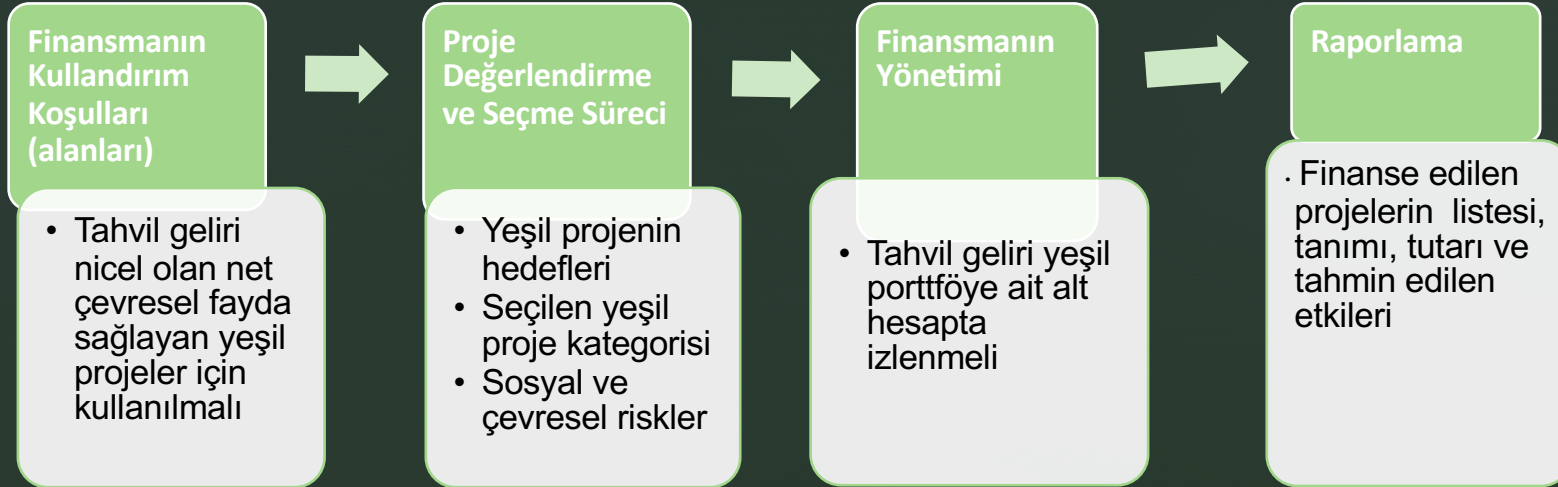 Finansmanın
Kullandırım
Koşulları
(alanları)
• Tahvil geliri
nicel olan net
çevresel fayda
sağlayan yeşil
projeler için
kullanılmalı
Proje
Değerlendirme
ve Seçme Süreci
• Yeşil projenin
hedefleri
• Seçilen yeşil
proje kategorisi
• Sosyal ve
çevresel riskler
Finansmanın
Yönetimi
• Tahvil geliri yeşil
porttföye ait alt
hesapta
izlenmeli
Raporlama
• Finanse edilen
projelerin listesi,
tanımı, tutarı ve
tahmin edilen
etkileri